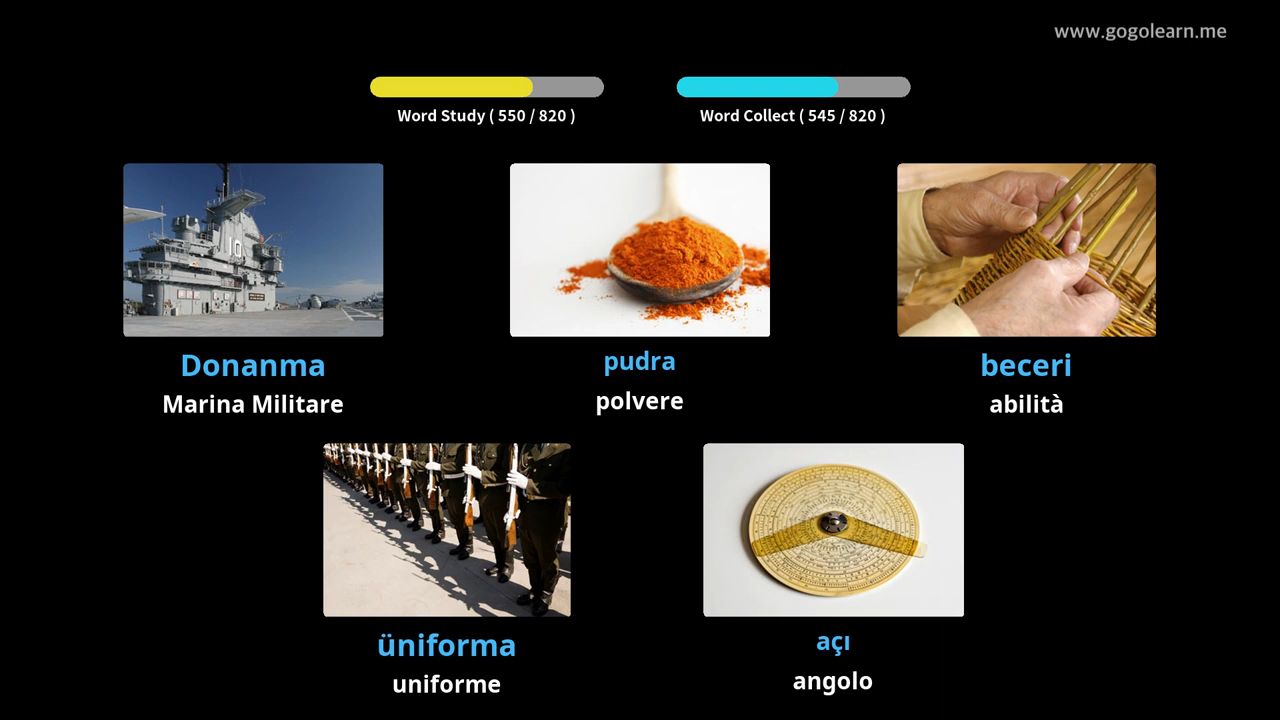 www.gogolearn.me
Word Study ( 550 / 820 )
Word Collect ( 545 / 820 )
10
Donanma
Marina Militare
pudra
polvere
beceri
abilità
üniforma
uniforme
açı
angolo